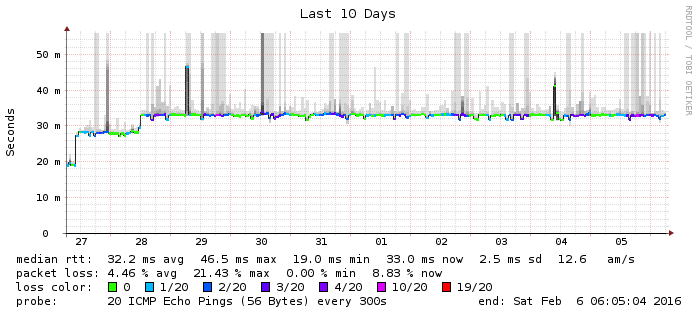 Last 10 Days
RRDTOOL / TOBI OETIKER
Seconds
50 m
40 m
30 m
20 m
10 m
0
27 28 29 30 31 01 02 03 04 05
median rtt: 32.2 ms avg 46.5 ms max 19.0 ms min 33.0 ms now 2.5 ms sd 12.6 am/s
packet loss: 4.46 % avg 21.43 % max 0.00 % min 8.83 % now
loss color: 0 1/20 2/20 3/20 4/20 10/20 19/20
probe: 20 ICMP Echo Pings (56 Bytes) every 300s end: Sat Feb 6 06:05:04 2016